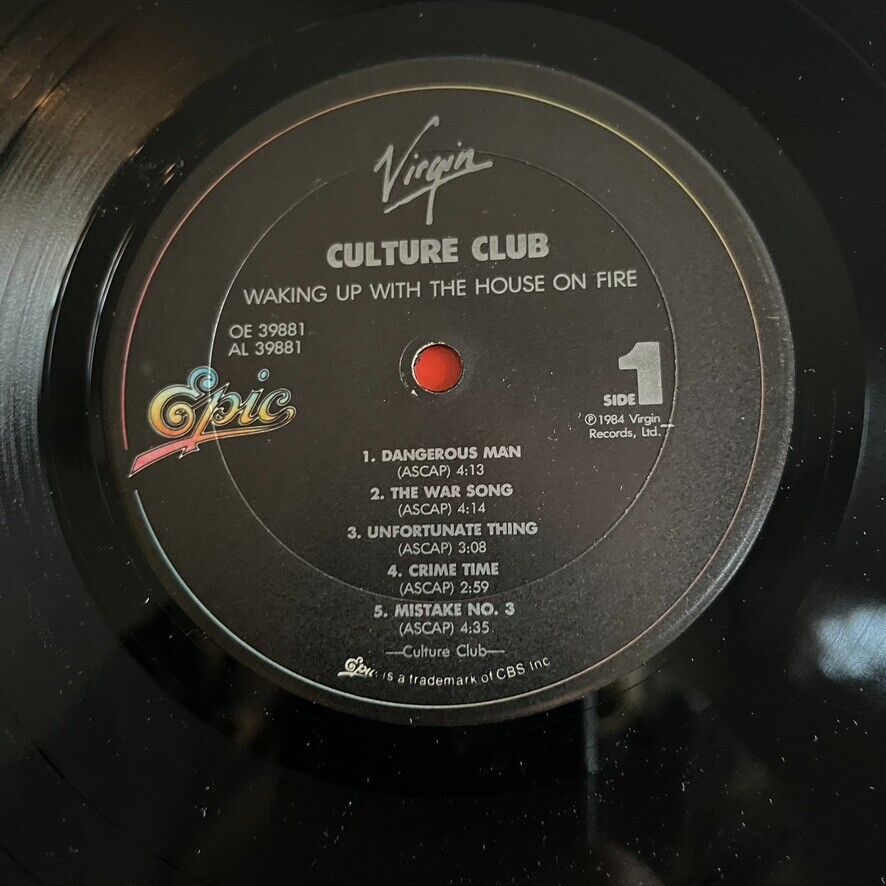 Virgin
CULTURE CLUB
WAKING UP WITH THE HOUSE ON FIRE
OE 39881
AL 39881
Epic
SIDE 1
℗1984 Virgin
Records, Ltd.
1. DANGEROUS MAN
(ASCAP) 4:13
2. THE WAR SONG
(ASCAP) 4:14
3. UNFORTUNATE THING
(ASCAP) 3:08
4. CRIME TIME
(ASCAP) 2:59
5. MISTAKE NO. 3
(ASCAP) 4:35
—Culture Club—
Epic is a trademark of CBS Inc